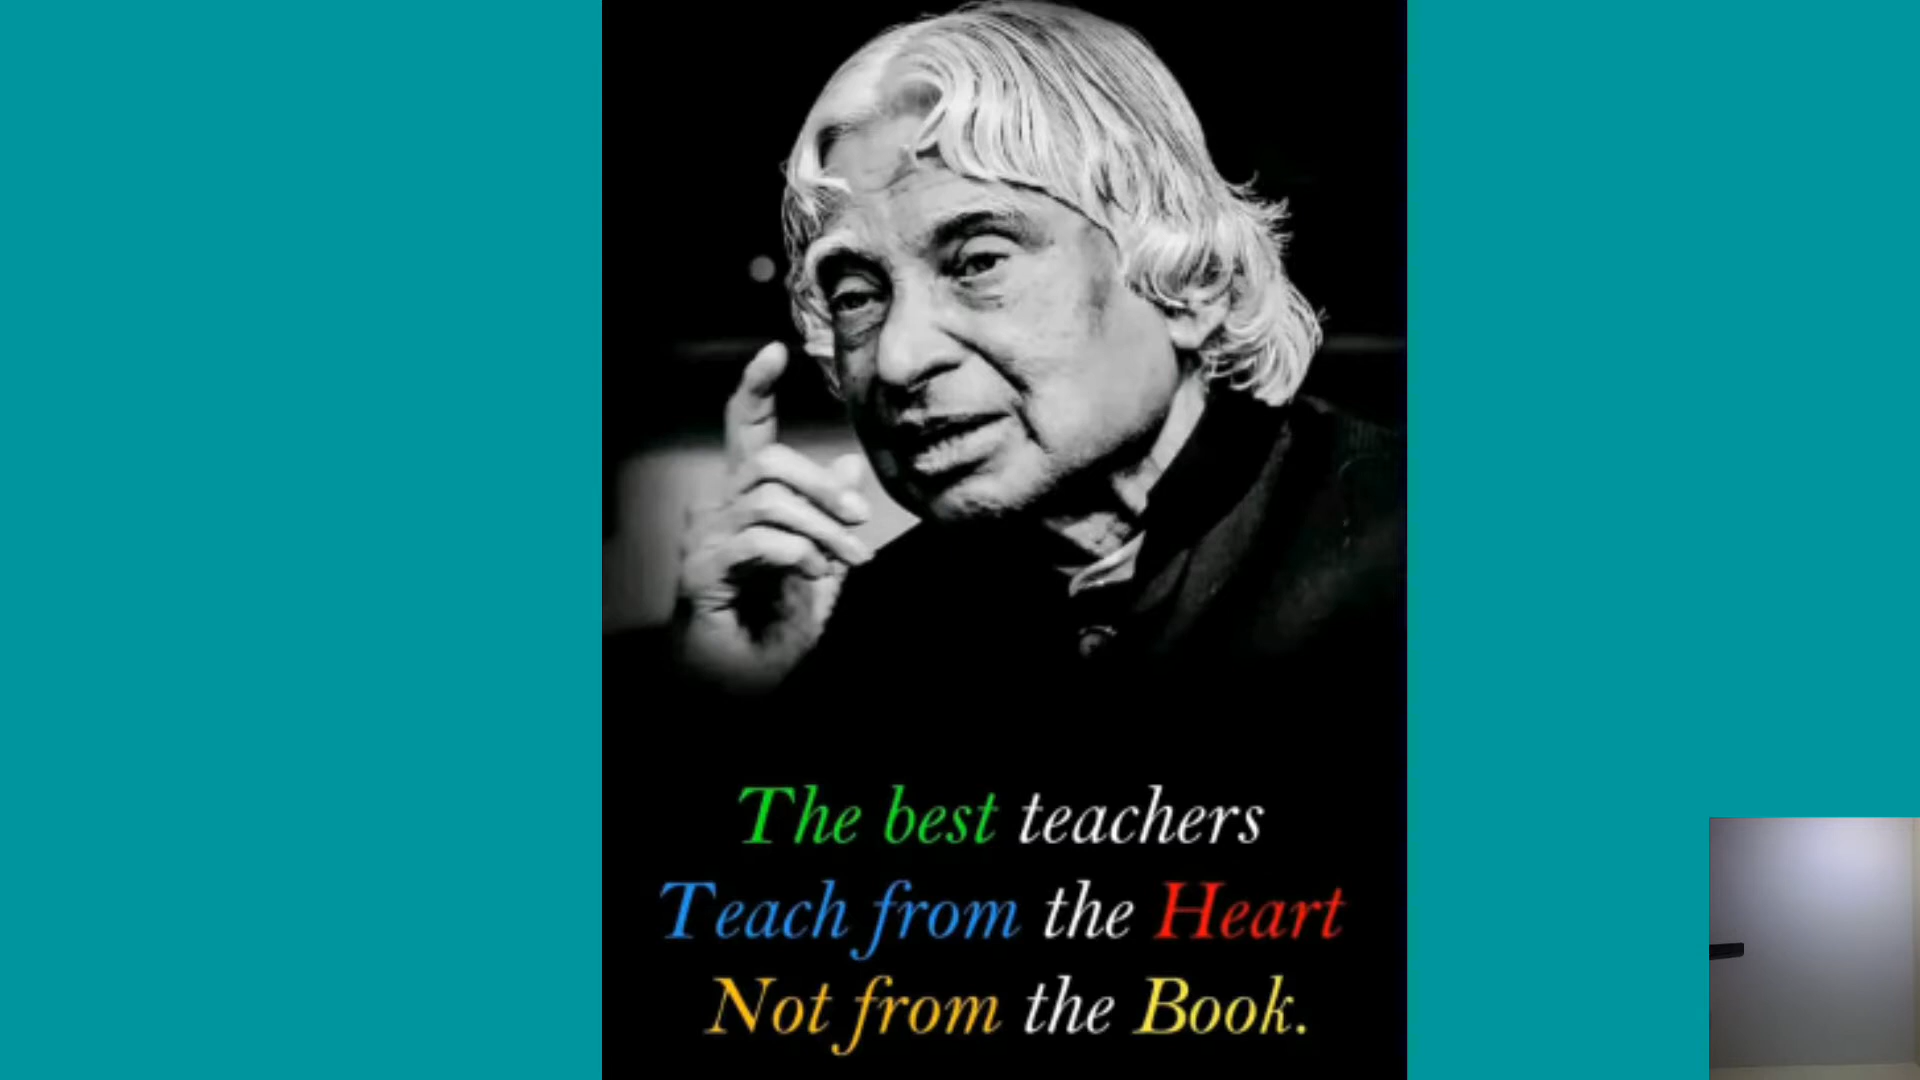 The best teachers
Teach from the Heart
Not from the Book.